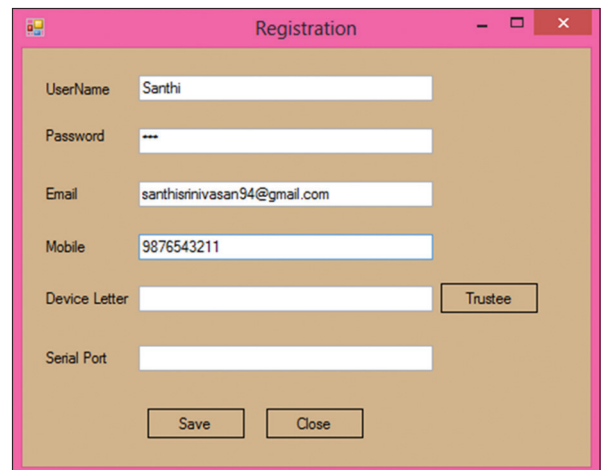 Registration
UserName Santhi
Password ---
Email santhisrinivasan94@gmail.com
Mobile 9876543211
Device Letter Trustee
Serial Port
Save Close